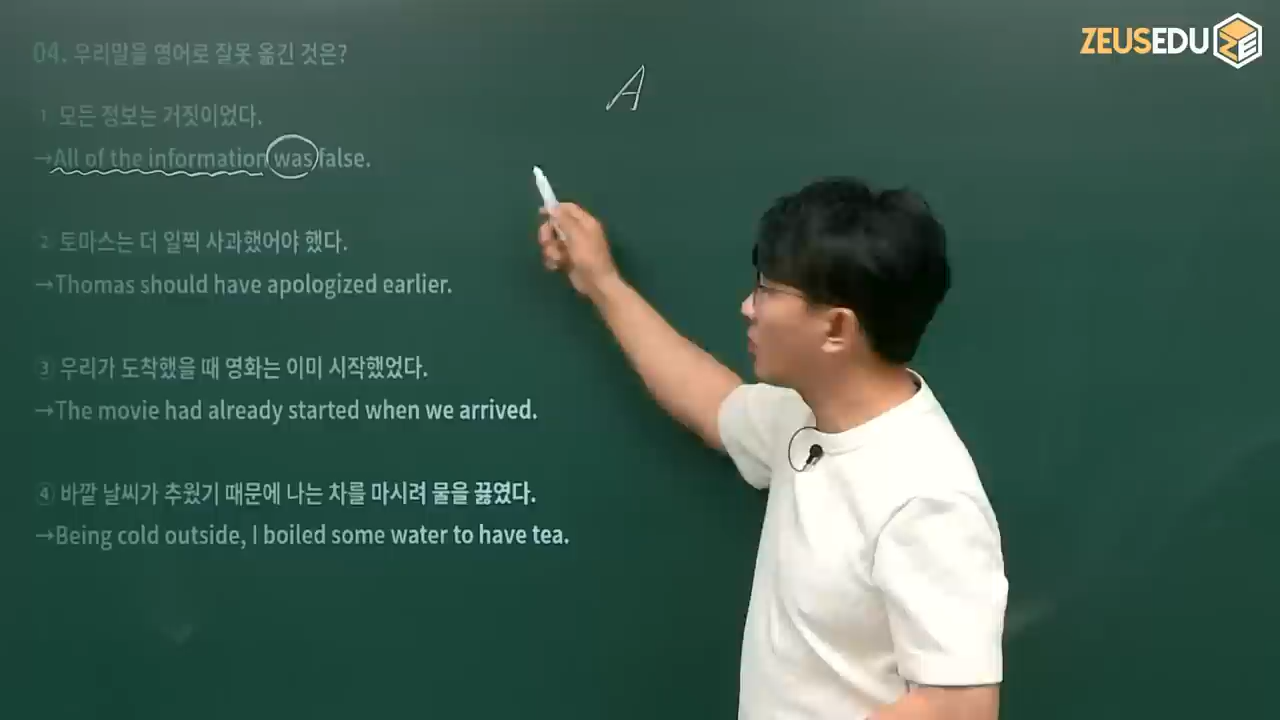 ZEUSEDU
04. 우리말을 영어로 잘못 옮긴 것은?
A
① 모든 정보는 거짓이었다.
→All of the information was false.
② 토마스는 더 일찍 사과했어야 했다.
→Thomas should have apologized earlier.
③ 우리가 도착했을 때 영화는 이미 시작했었다.
→The movie had already started when we arrived.
④ 바깥 날씨가 추웠기 때문에 나는 차를 마시려 물을 끓였다.
→Being cold outside, I boiled some water to have tea.